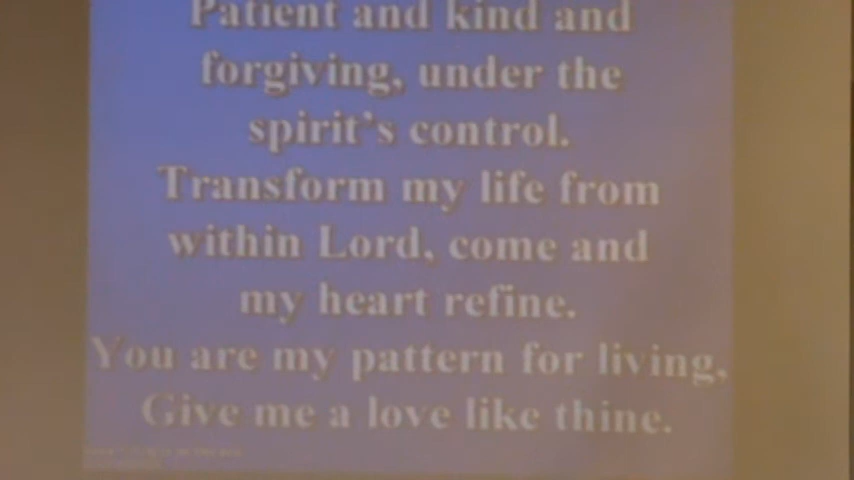 Patient and kind and
forgiving, under the
spirit's control.
Transform my life from
within Lord, come and
my heart refine.
You are my pattern for living,
Give me a love like thine.